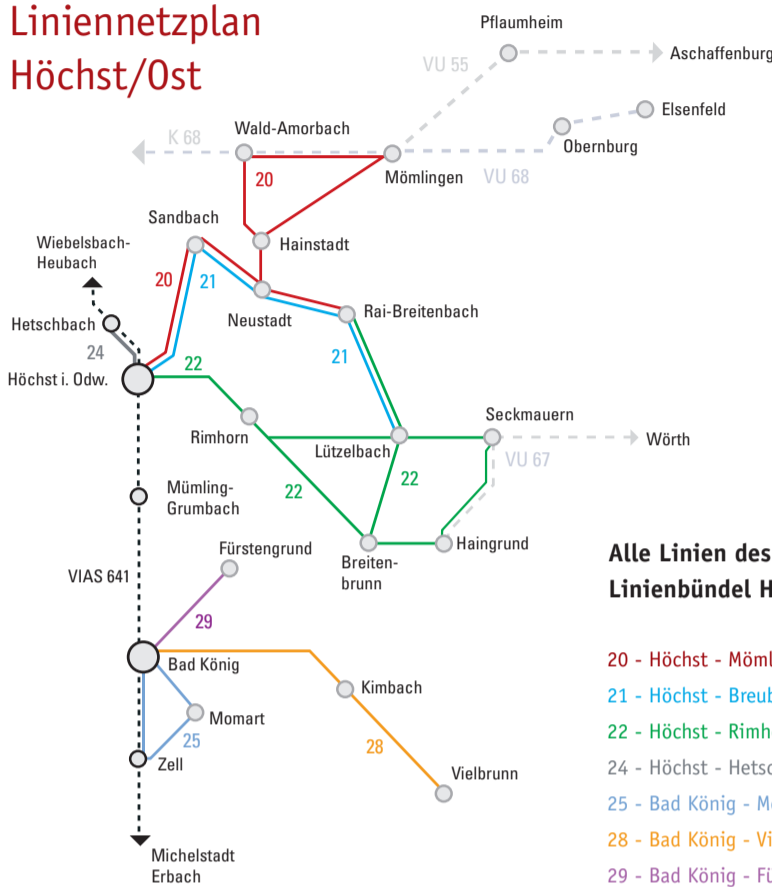 Liniennetzplan
Höchst/Ost
Pflaumheim
VU 55
Aschaffenburg
Elsenfeld
K 68
Wald-Amorbach
Obernburg
20
Mömlingen
VU 68
Sandbach
Hainstadt
Wiebelsbach-
Heubach
20
21
Rai-Breitenbach
Neustadt
Hetschbach
24
21
22
Höchst i. Odw.
Seckmauern
Rimhorn
Lützelbach
Wörth
VU 67
22
22
Mümling-
Grumbach
Haingrund
Fürstengrund
Breiten-
brunn
VIAS 641
29
Bad König
Kimbach
Momart
25
28
Zell
Vielbrunn
Michelstadt
Erbach
Alle Linien des
Linienbündel H
20 - Höchst - Möml
21 - Höchst - Breub
22 - Höchst - Rimh
24 - Höchst - Hetsc
25 - Bad König - Mo
28 - Bad König - Vi
29 - Bad König - Fü